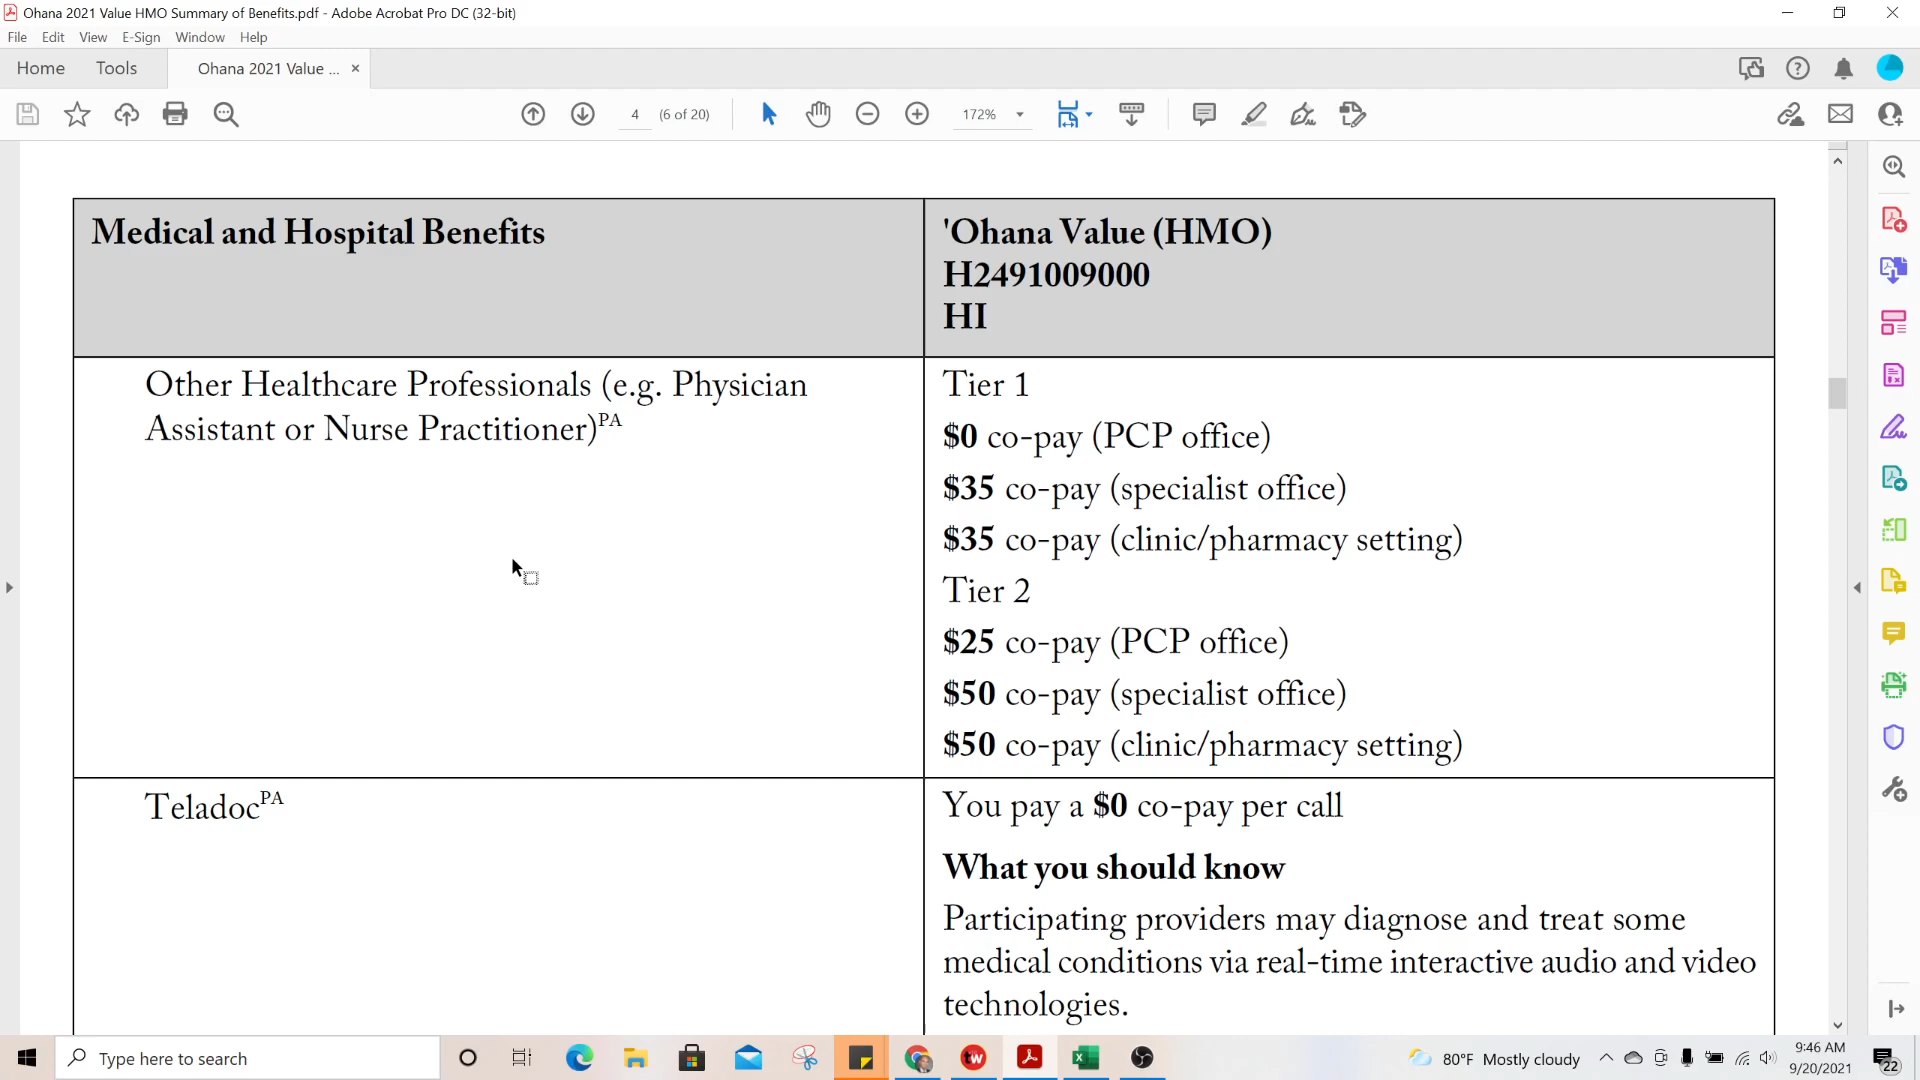 Ohana 2021 Value HMO Summary of Benefits.pdf - Adobe Acrobat Pro DC (32-bit)
File Edit View E-Sign Window Help
Home Tools Ohana 2021 Value ... ×
4 (6 of 20) 172%
Medical and Hospital Benefits
'Ohana Value (HMO)
H2491009000
HI
Other Healthcare Professionals (e.g. Physician
Assistant or Nurse Practitioner)PA
Tier 1
$0 co-pay (PCP office)
$35 co-pay (specialist office)
$35 co-pay (clinic/pharmacy setting)
Tier 2
$25 co-pay (PCP office)
$50 co-pay (specialist office)
$50 co-pay (clinic/pharmacy setting)
TeladocPA
You pay a $0 co-pay per call
What you should know
Participating providers may diagnose and treat some
medical conditions via real-time interactive audio and video
technologies.
Type here to search
tw
80°F Mostly cloudy
9:46 AM
9/20/2021
22